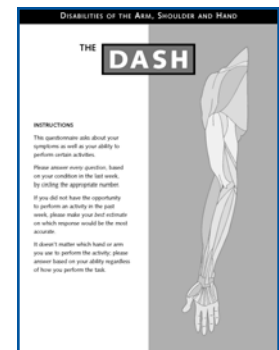 DISABILITIES OF THE ARM, SHOULDER AND HAND
THE
DASH
INSTRUCTIONS
This questionnaire asks about your
symptoms as well as your ability to
perform certain activities.
Please answer every question, based
on your condition in the last week,
by circling the appropriate number.
If you did not have the opportunity
to perform an activity in the past
week, please make your best estimate
on which response would be the most
accurate.
It doesn't matter which hand or arm
you use to perform the activity; please
answer based on your ability regardless
of how you perform the task.